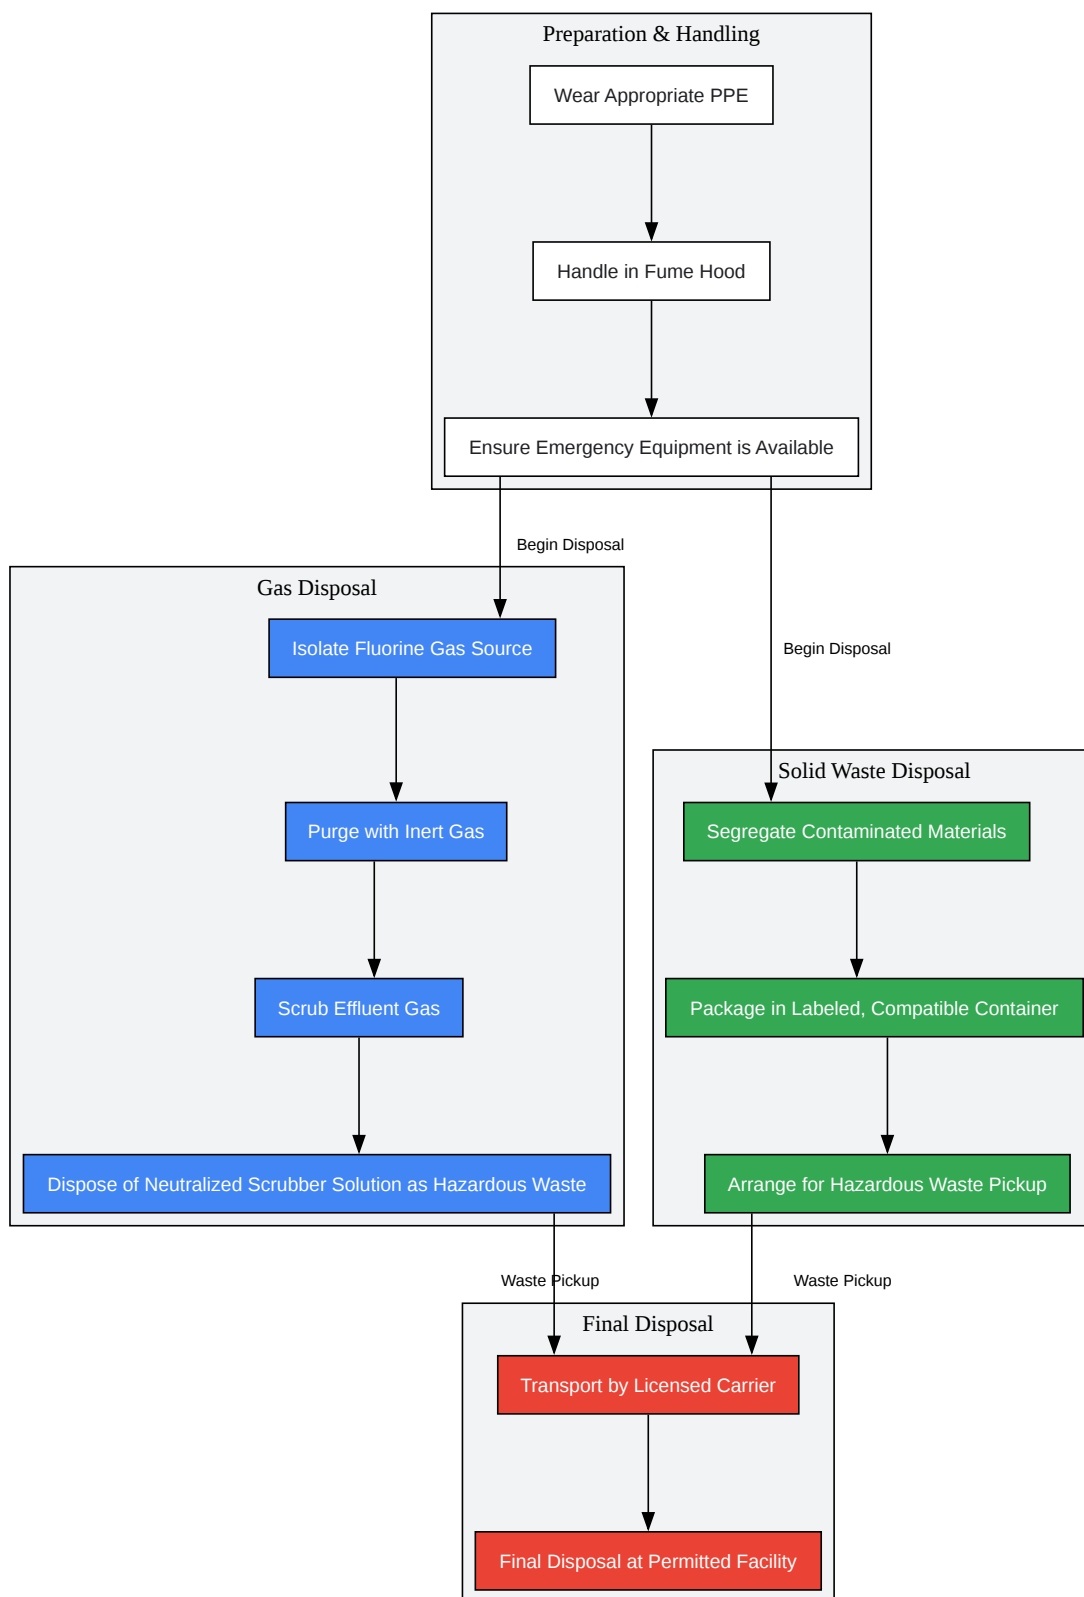 Preparation & Handling
Wear Appropriate PPE
Handle in Fume Hood
Ensure Emergency Equipment is Available
Begin Disposal
Gas Disposal
Isolate Fluorine Gas Source
Purge with Inert Gas
Scrub Effluent Gas
Dispose of Neutralized Scrubber Solution as Hazardous Waste
Waste Pickup
Begin Disposal
Solid Waste Disposal
Segregate Contaminated Materials
Package in Labeled, Compatible Container
Arrange for Hazardous Waste Pickup
Waste Pickup
Final Disposal
Transport by Licensed Carrier
Final Disposal at Permitted Facility